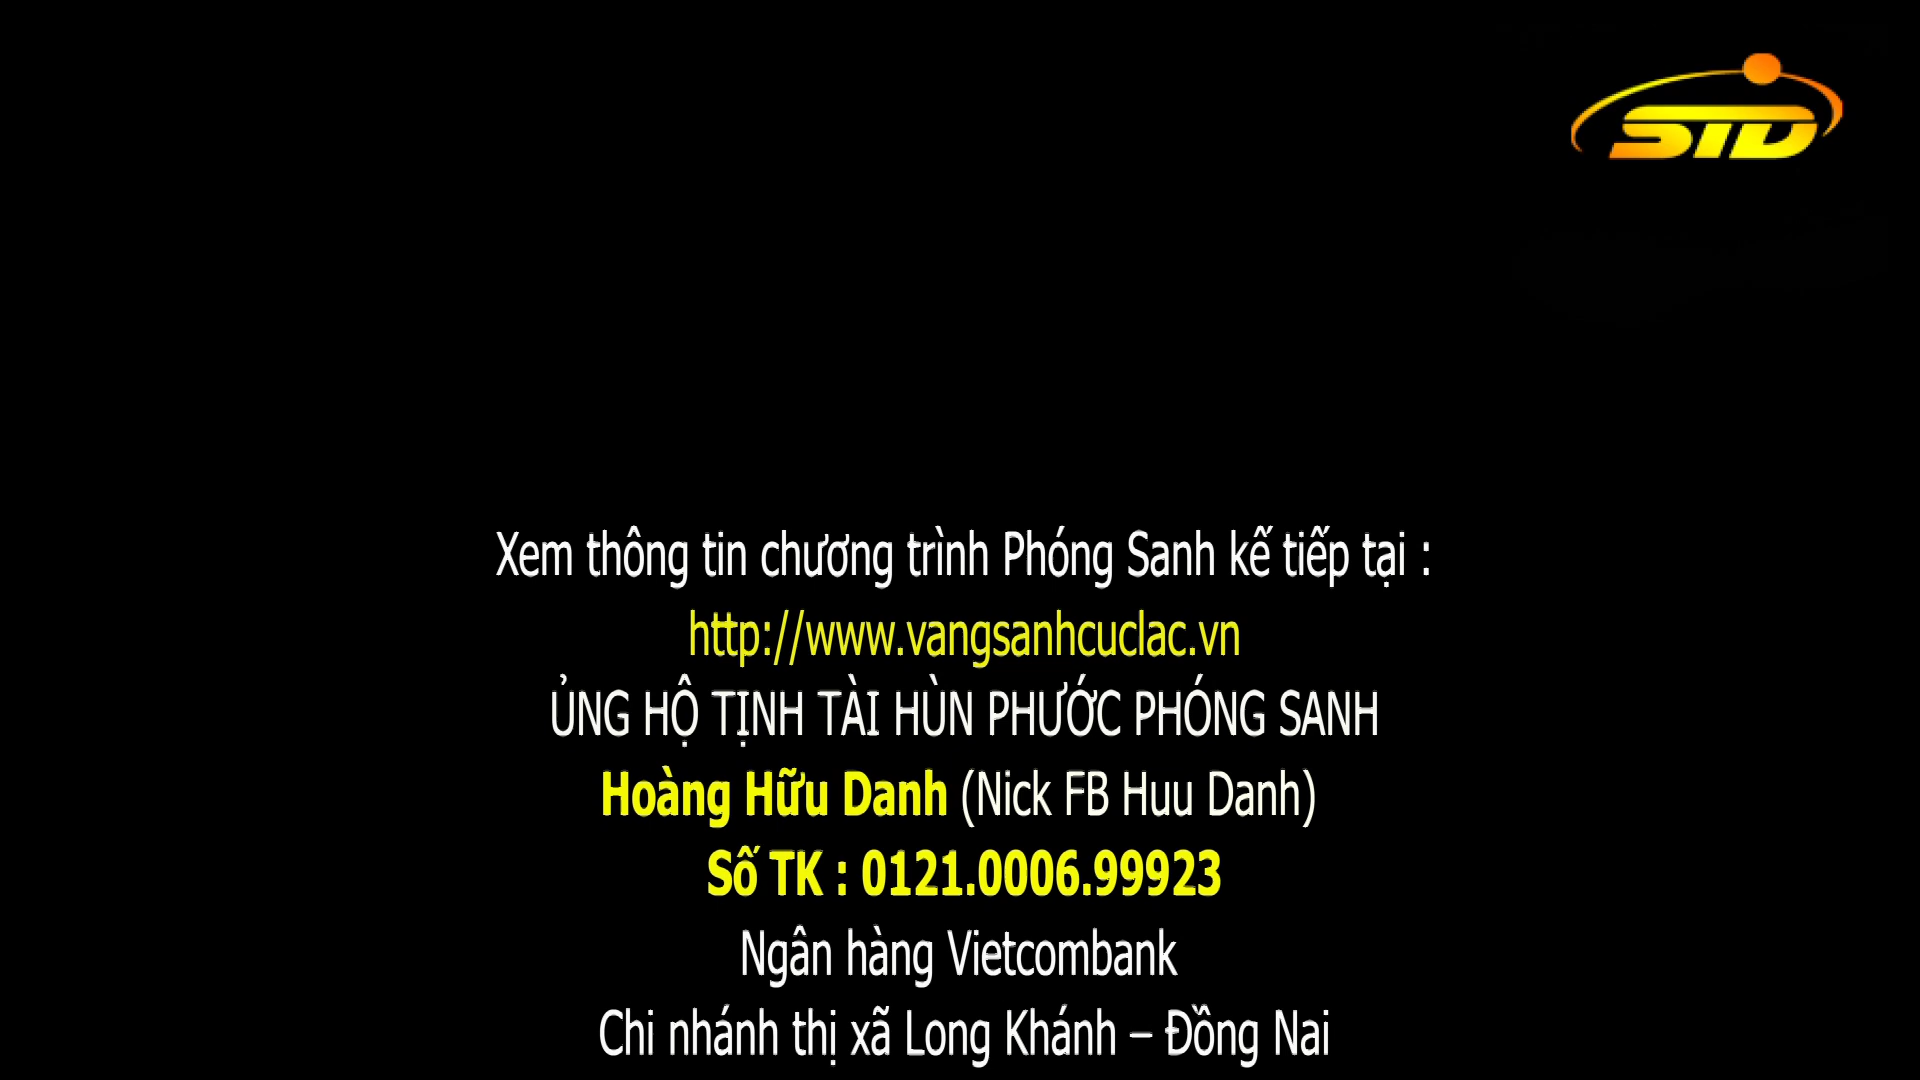 STD
Xem thông tin chương trình Phóng Sanh kế tiếp tại :
http://www.vangsanhcuclac.vn
ỦNG HỘ TỊNH TÀI HÙN PHƯỚC PHÓNG SANH
Hoàng Hữu Danh (Nick FB Huu Danh)
Số TK : 0121.0006.99923
Ngân hàng Vietcombank
Chi nhánh thị xã Long Khánh – Đồng Nai